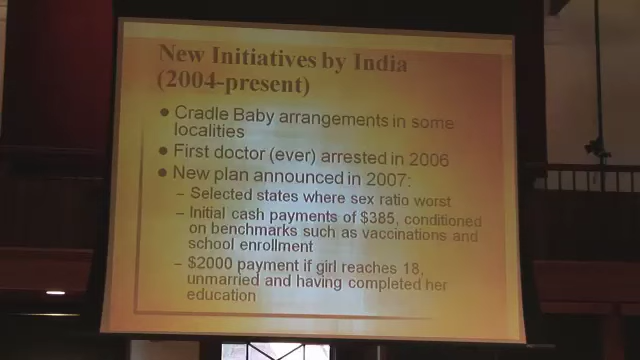 New Initiatives by India
(2004-present)
● Cradle Baby arrangements in some
localities
● First doctor (ever) arrested in 2006
● New plan announced in 2007:
– Selected states where sex ratio worst
– Initial cash payments of $385, conditioned
on benchmarks such as vaccinations and
school enrollment
– $2000 payment if girl reaches 18,
unmarried and having completed her
education